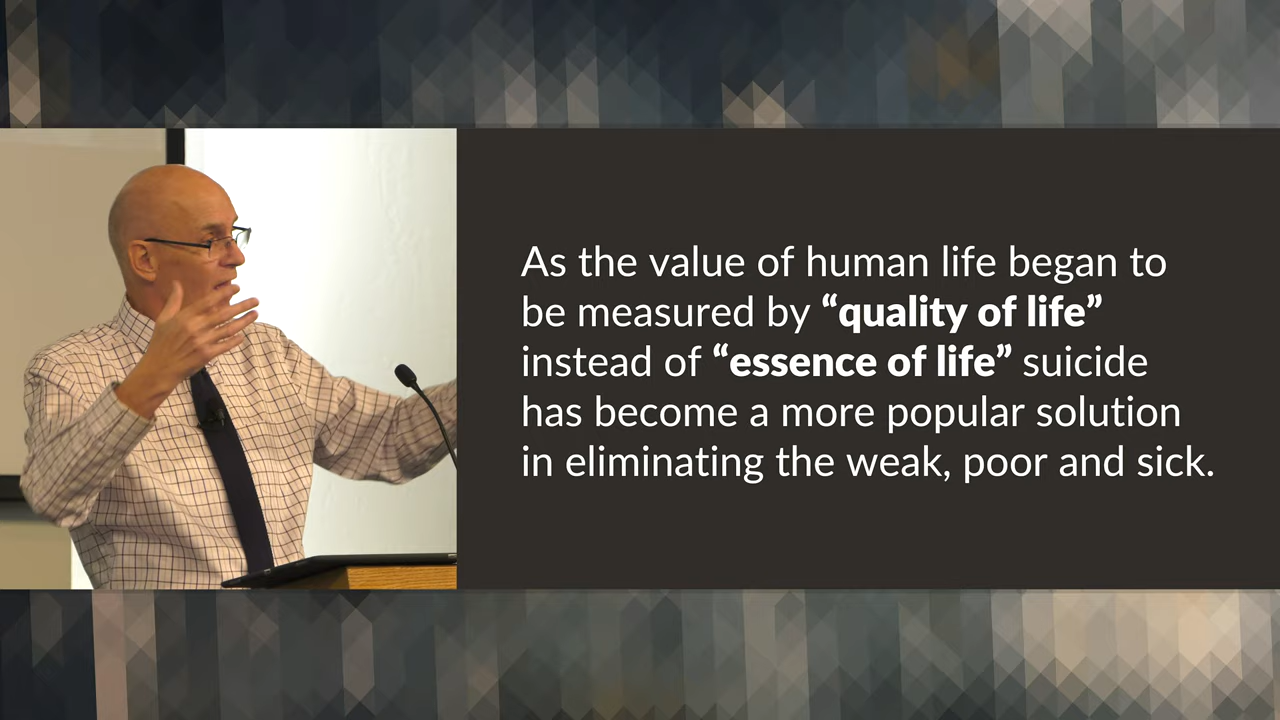 As the value of human life began to
be measured by “quality of life”
instead of “essence of life” suicide
has become a more popular solution
in eliminating the weak, poor and sick.